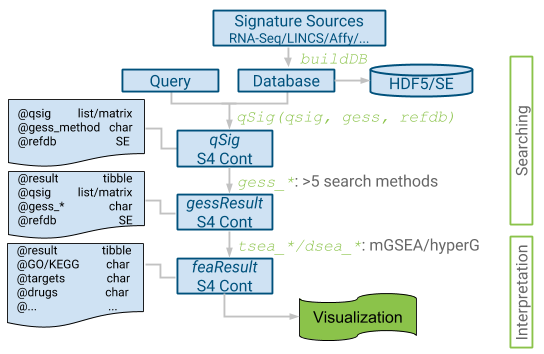 Signature Sources
RNA-Seq/LINCS/Affy/...
buildDB
Query
Database
HDF5/SE
qSig(qsig, gess, refdb)
@qsig list/matrix
@gess_method char
@refdb SE
qSig
S4 Cont
gess_*: >5 search methods
@result tibble
@qsig list/matrix
@gess_* char
@refdb SE
gessResult
S4 Cont
tsea_*/dsea_*: mGSEA/hyperG
@result tibble
@GO/KEGG char
@targets char
@drugs char
@... ...
feaResult
S4 Cont
Visualization
Searching
Interpretation